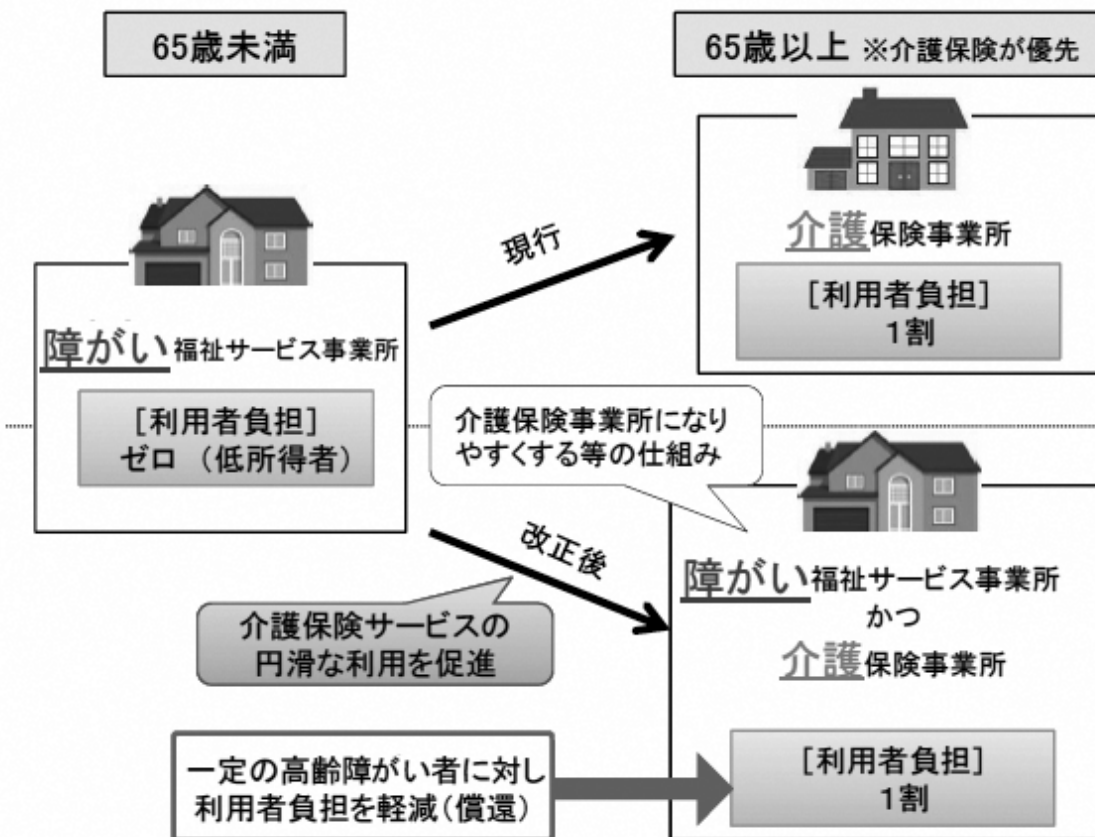 65歳未満
65歳以上 ※介護保険が優先
現行
介護保険事業所
[利用者負担]
1割
障がい福祉サービス事業所
[利用者負担]
ゼロ（低所得者）
介護保険事業所になり
やすくする等の仕組み
改正後
介護保険サービスの
円滑な利用を促進
障がい福祉サービス事業所
かつ
介護保険事業所
一定の高齢障がい者に対し
利用者負担を軽減（償還）
[利用者負担]
1割